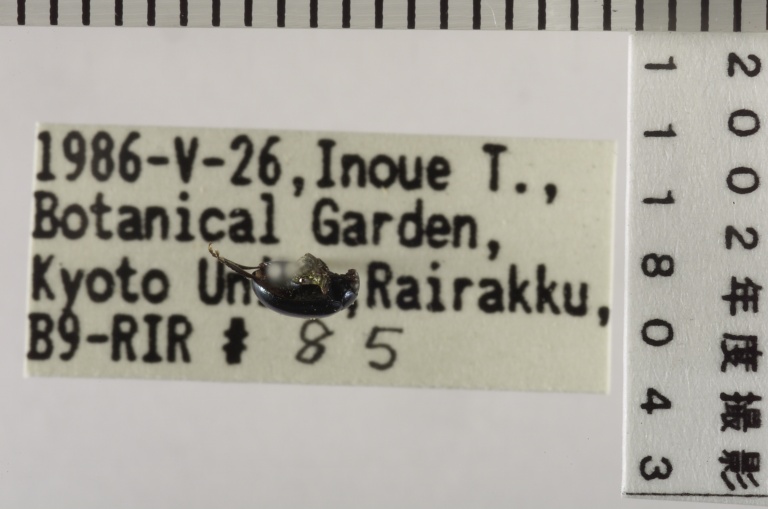 1986-V-26, Inoue T.,
Botanical Garden,
Kyoto , Rairakku,
B9-RIR # 85
2002年度撮影
1118043